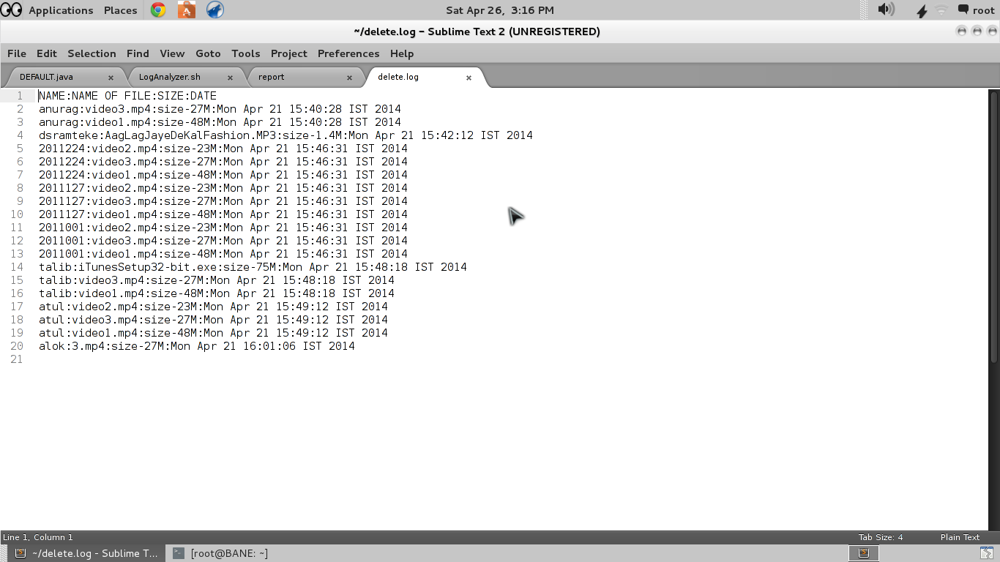 Applications Places Sat Apr 26, 3:16 PM root
~/delete.log - Sublime Text 2 (UNREGISTERED)
File Edit Selection Find View Goto Tools Project Preferences Help
DEFAULT.java × LogAnalyzer.sh × report × delete.log ×
1 NAME:NAME OF FILE:SIZE:DATE
2 anurag:video3.mp4:size-27M:Mon Apr 21 15:40:28 IST 2014
3 anurag:video1.mp4:size-48M:Mon Apr 21 15:40:28 IST 2014
4 dsramteke:AagLagJayeDeKalFashion.MP3:size-1.4M:Mon Apr 21 15:42:12 IST 2014
5 2011224:video2.mp4:size-23M:Mon Apr 21 15:46:31 IST 2014
6 2011224:video3.mp4:size-27M:Mon Apr 21 15:46:31 IST 2014
7 2011224:video1.mp4:size-48M:Mon Apr 21 15:46:31 IST 2014
8 2011127:video2.mp4:size-23M:Mon Apr 21 15:46:31 IST 2014
9 2011127:video3.mp4:size-27M:Mon Apr 21 15:46:31 IST 2014
10 2011127:video1.mp4:size-48M:Mon Apr 21 15:46:31 IST 2014
11 2011001:video2.mp4:size-23M:Mon Apr 21 15:46:31 IST 2014
12 2011001:video3.mp4:size-27M:Mon Apr 21 15:46:31 IST 2014
13 2011001:video1.mp4:size-48M:Mon Apr 21 15:46:31 IST 2014
14 talib:iTunesSetup32-bit.exe:size-75M:Mon Apr 21 15:48:18 IST 2014
15 talib:video3.mp4:size-27M:Mon Apr 21 15:48:18 IST 2014
16 talib:video1.mp4:size-48M:Mon Apr 21 15:48:18 IST 2014
17 atul:video2.mp4:size-23M:Mon Apr 21 15:49:12 IST 2014
18 atul:video3.mp4:size-27M:Mon Apr 21 15:49:12 IST 2014
19 atul:video1.mp4:size-48M:Mon Apr 21 15:49:12 IST 2014
20 alok:3.mp4:size-27M:Mon Apr 21 16:01:06 IST 2014
21
Line 1, Column 1 Tab Size: 4 Plain Text
~/delete.log - Sublime T... [root@BANE: ~]